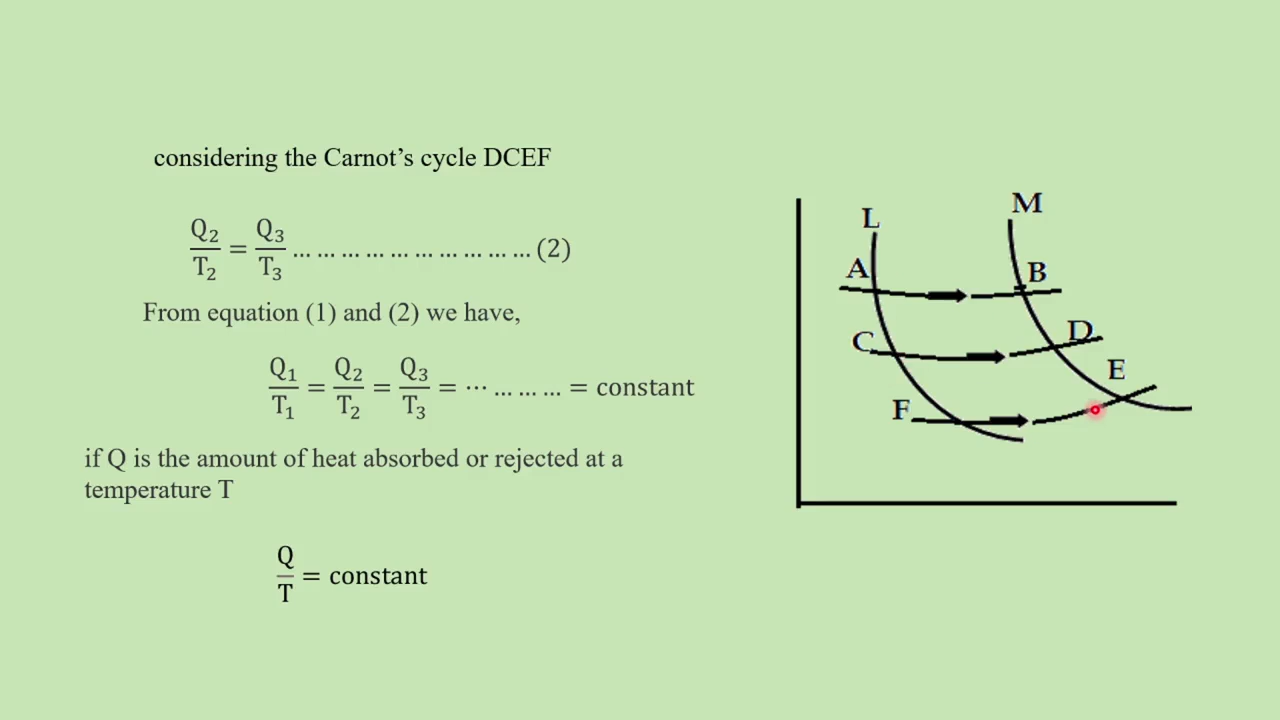 considering the Carnot’s cycle DCEF
Q₂/T₂ = Q₃/T₃ … … … … … … … … … … (2)
From equation (1) and (2) we have,
Q₁/T₁ = Q₂/T₂ = Q₃/T₃ = ⋯ … … … = constant
if Q is the amount of heat absorbed or rejected at a
temperature T
Q/T = constant
L
M
A
B
C
D
E
F